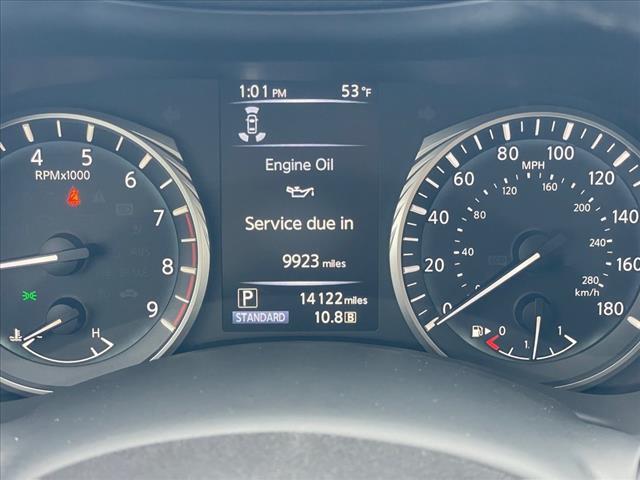 1:01 PM 53 °F
Engine Oil
Service due in
9923 miles
P 14122 miles
STANDARD 10.8 B
4 5 6 7 8 9
RPMx1000
H
0 20 40 60 80 100 120 140 160 180
MPH
40 80 120 160 200 240 280
km/h
0 1. 1